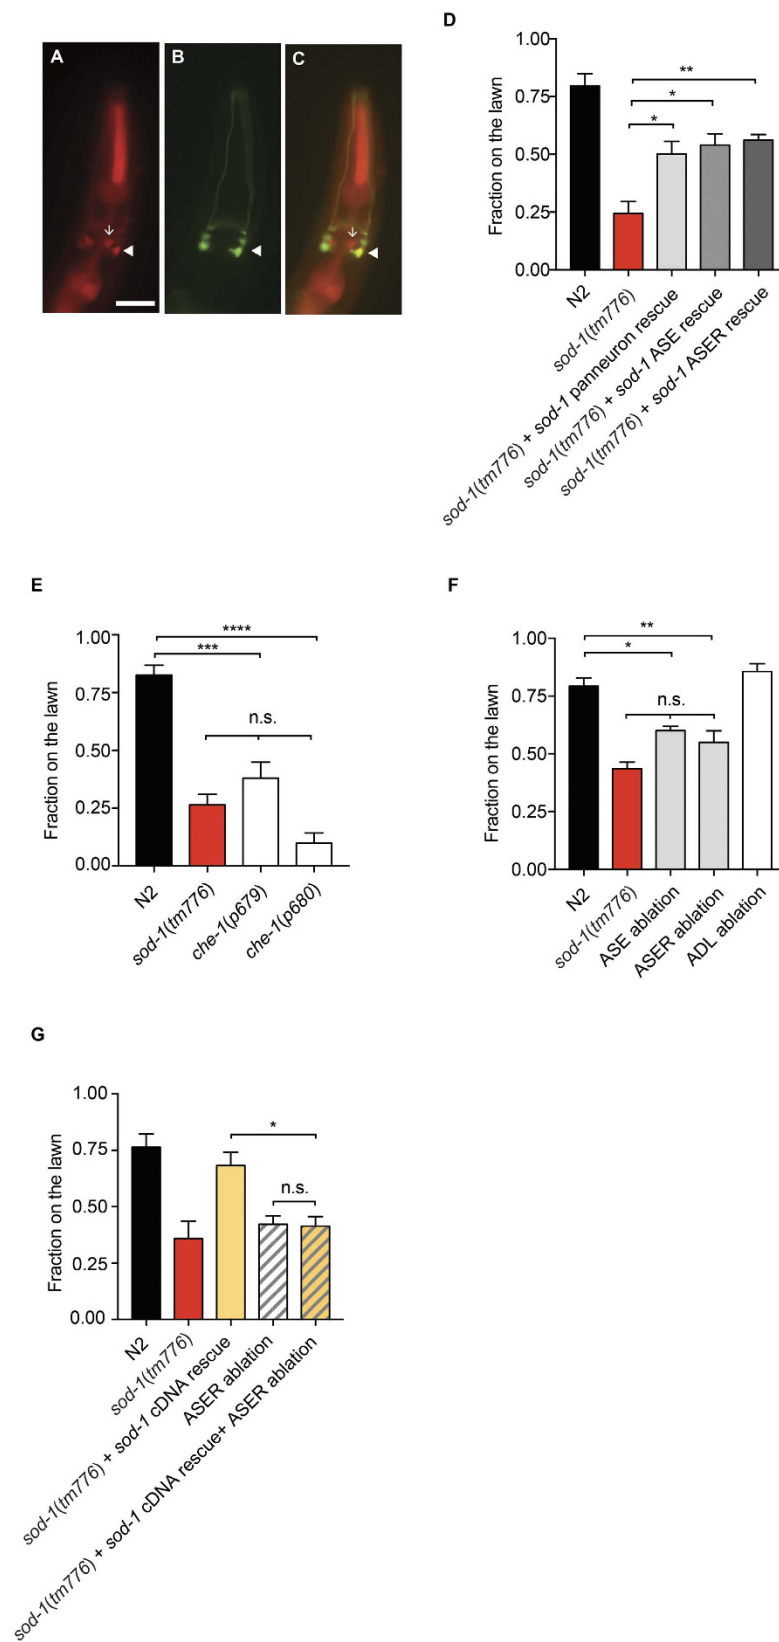 A
B
C
D
Fraction on the lawn
1.00
0.75
0.50
0.25
0.00
**
*
*
N2
sod-1(tm776)
sod-1(tm776) + sod-1 panneuron rescue
sod-1(tm776) + sod-1 ASE rescue
sod-1(tm776) + sod-1 ASER rescue
E
Fraction on the lawn
1.00
0.75
0.50
0.25
0.00
****
***
n.s.
N2
sod-1(tm776)
che-1(p679)
che-1(p680)
F
Fraction on the lawn
1.00
0.75
0.50
0.25
0.00
**
*
n.s.
N2
sod-1(tm776)
ASE ablation
ASER ablation
ADL ablation
G
Fraction on the lawn
1.00
0.75
0.50
0.25
0.00
*
n.s.
N2
sod-1(tm776)
sod-1(tm776) + sod-1 cDNA rescue
ASER ablation
sod-1(tm776) + sod-1 cDNA rescue+ ASER ablation